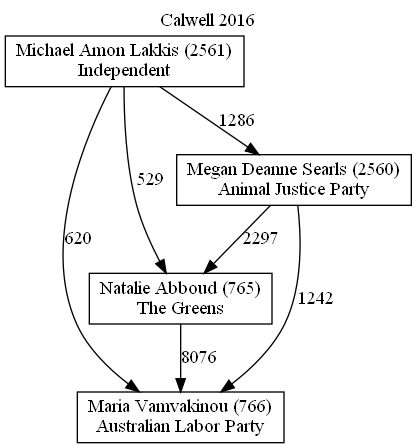 Calwell 2016
Michael Amon Lakkis (2561)
Independent
1286
Megan Deanne Searls (2560)
Animal Justice Party
529
620
2297
Natalie Abboud (765)
The Greens
1242
8076
Maria Vamvakinou (766)
Australian Labor Party